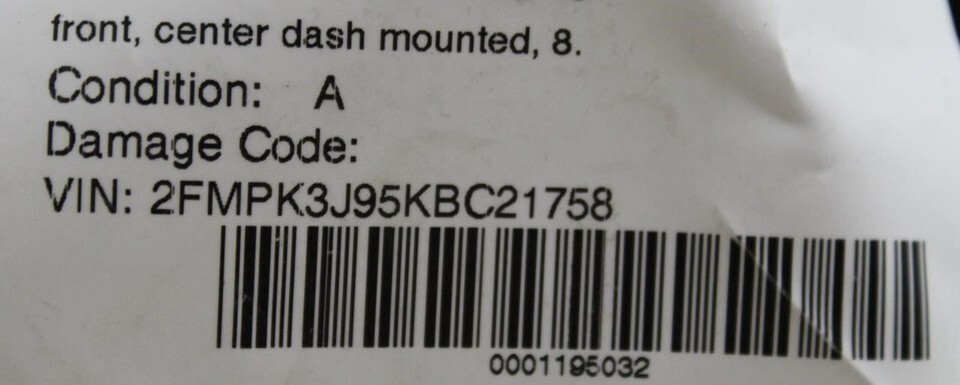 front, center dash mounted, 8.
Condition: A
Damage Code:
VIN: 2FMPK3J95KBC21758
0001195032